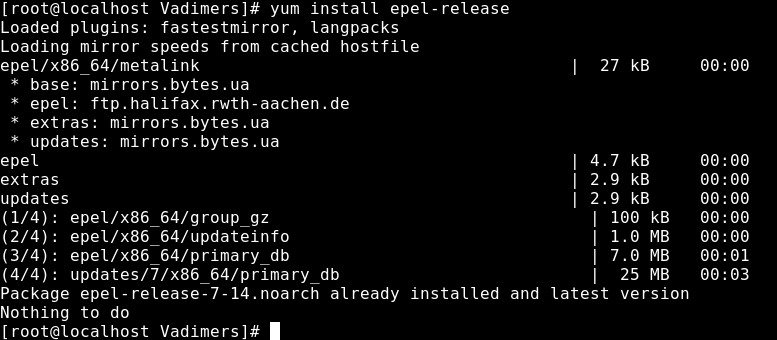 [root@localhost Vadimers]# yum install epel-release
Loaded plugins: fastestmirror, langpacks
Loading mirror speeds from cached hostfile
epel/x86_64/metalink | 27 kB 00:00
* base: mirrors.bytes.ua
* epel: ftp.halifax.rwth-aachen.de
* extras: mirrors.bytes.ua
* updates: mirrors.bytes.ua
epel | 4.7 kB 00:00
extras | 2.9 kB 00:00
updates | 2.9 kB 00:00
(1/4): epel/x86_64/group_gz | 100 kB 00:00
(2/4): epel/x86_64/updateinfo | 1.0 MB 00:00
(3/4): epel/x86_64/primary_db | 7.0 MB 00:01
(4/4): updates/7/x86_64/primary_db | 25 MB 00:03
Package epel-release-7-14.noarch already installed and latest version
Nothing to do
[root@localhost Vadimers]#